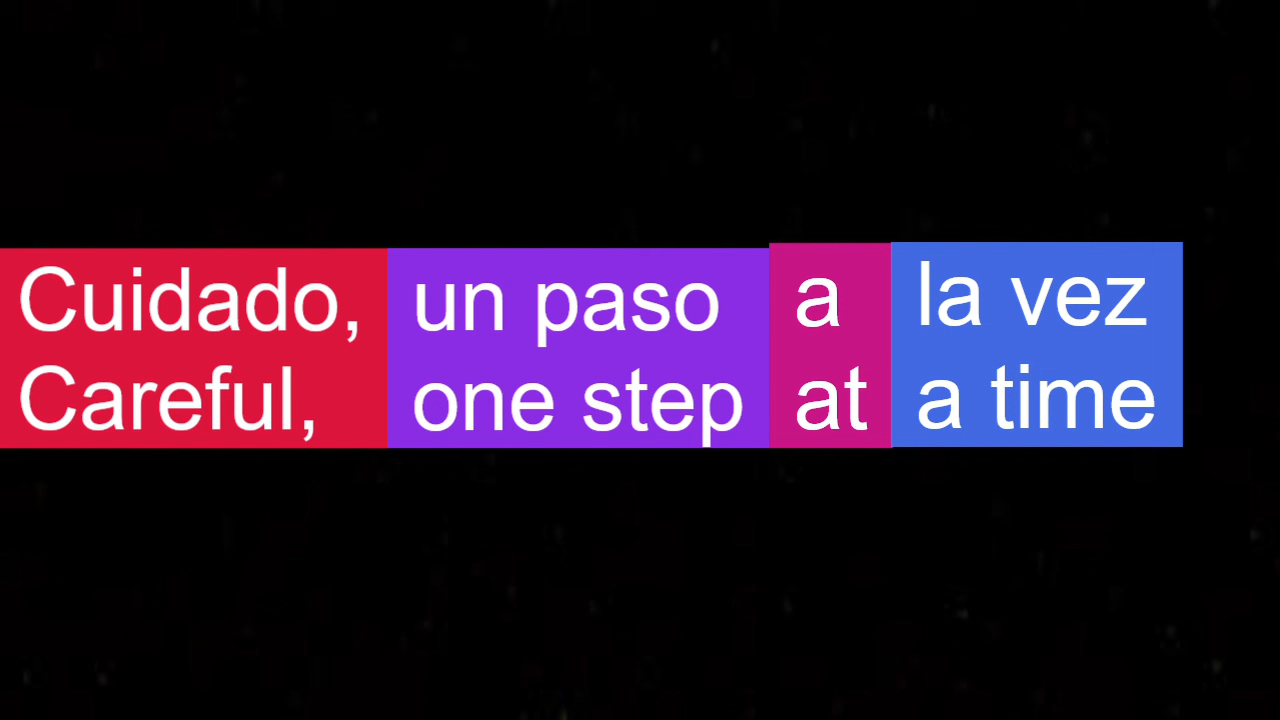 Cuidado, un paso a la vez
Careful, one step at a time